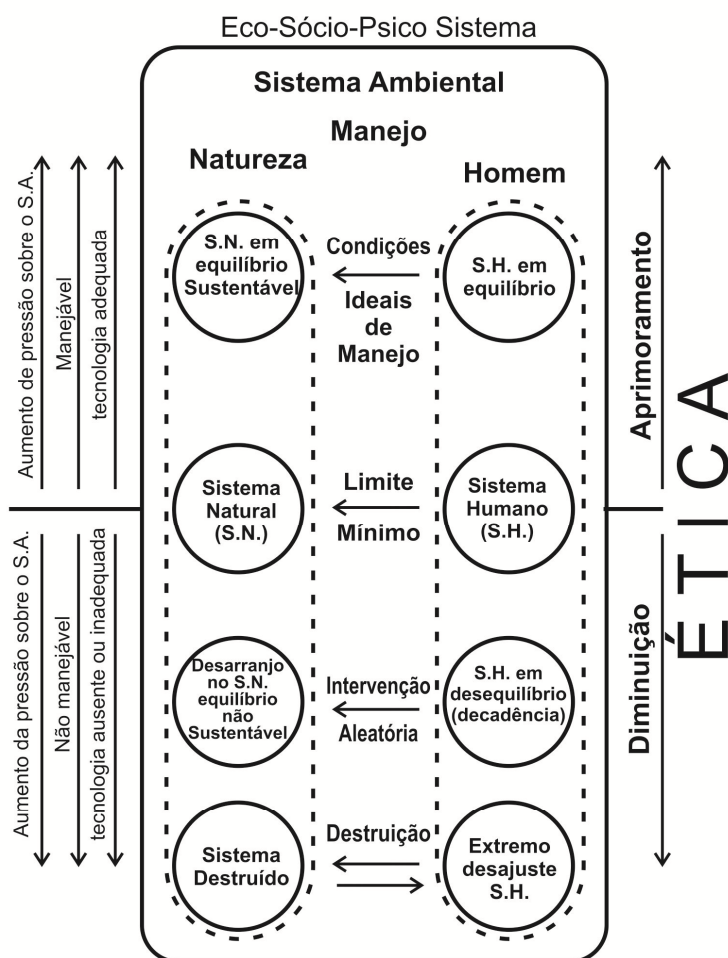 Eco-Sócio-Psico Sistema
Sistema Ambiental
Manejo
Natureza
Homem
Aumento de pressão sobre o S.A.
Manejável
tecnologia adequada
S.N. em
equilíbrio
Sustentável
Condições
Ideais
de
Manejo
S.H. em
equilíbrio
Aprimoramento
ÉTICA
Sistema
Natural
(S.N.)
Limite
Mínimo
Sistema
Humano
(S.H.)
Aumento da pressão sobre o S.A.
Não manejável
tecnologia ausente ou inadequada
Desarranjo
no S.N.
equilíbrio
não
Sustentável
Intervenção
Aleatória
S.H. em
desequilíbrio
(decadência)
Diminuição
Sistema
Destruído
Destruição
Extremo
desajuste
S.H.